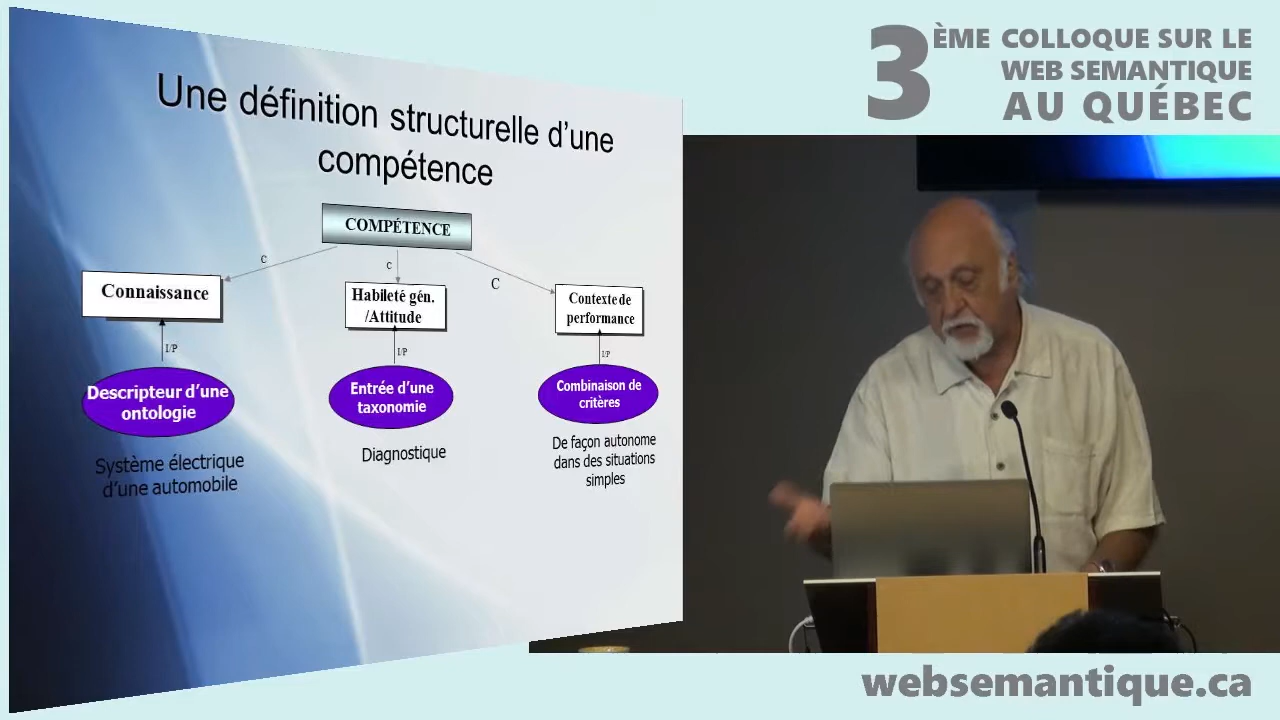 3ÈME COLLOQUE SUR LE
WEB SEMANTIQUE
AU QUÉBEC
Une définition structurelle d'une
compétence
COMPÉTENCE
C
C
C
Connaissance
Habileté gén.
/Attitude
Contexte de
performance
I/P
I/P
I/P
Descripteur d'une
ontologie
Entrée d'une
taxonomie
Combinaison de
critères
Système électrique
d'une automobile
Diagnostique
De façon autonome
dans des situations
simples
websemantique.ca